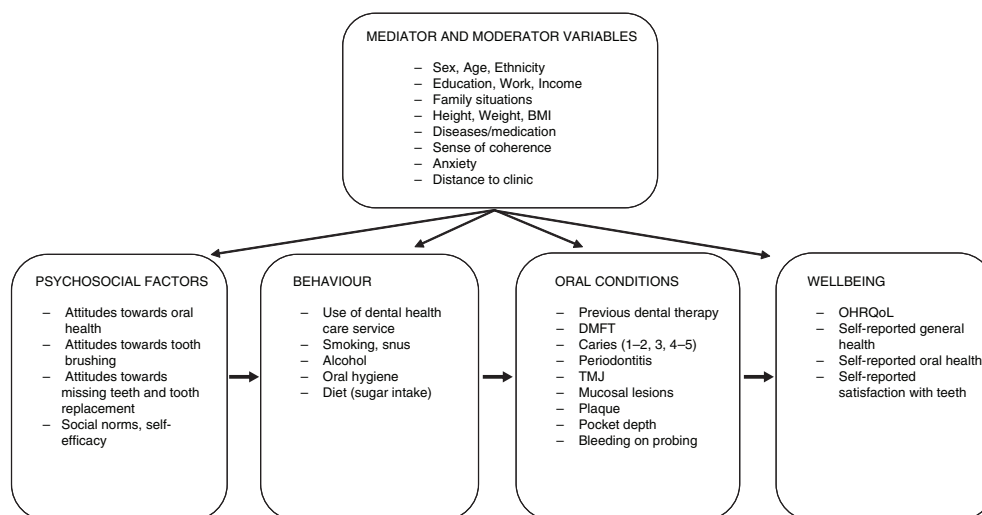 MEDIATOR AND MODERATOR VARIABLES
– Sex, Age, Ethnicity
– Education, Work, Income
– Family situations
– Height, Weight, BMI
– Diseases/medication
– Sense of coherence
– Anxiety
– Distance to clinic
PSYCHOSOCIAL FACTORS
– Attitudes towards oral
health
– Attitudes towards tooth
brushing
– Attitudes towards
missing teeth and tooth
replacement
– Social norms, self-
efficacy
BEHAVIOUR
– Use of dental health
care service
– Smoking, snus
– Alcohol
– Oral hygiene
– Diet (sugar intake)
ORAL CONDITIONS
– Previous dental therapy
– DMFT
– Caries (1–2, 3, 4–5)
– Periodontitis
– TMJ
– Mucosal lesions
– Plaque
– Pocket depth
– Bleeding on probing
WELLBEING
– OHRQoL
– Self-reported general
health
– Self-reported oral health
– Self-reported
satisfaction with teeth